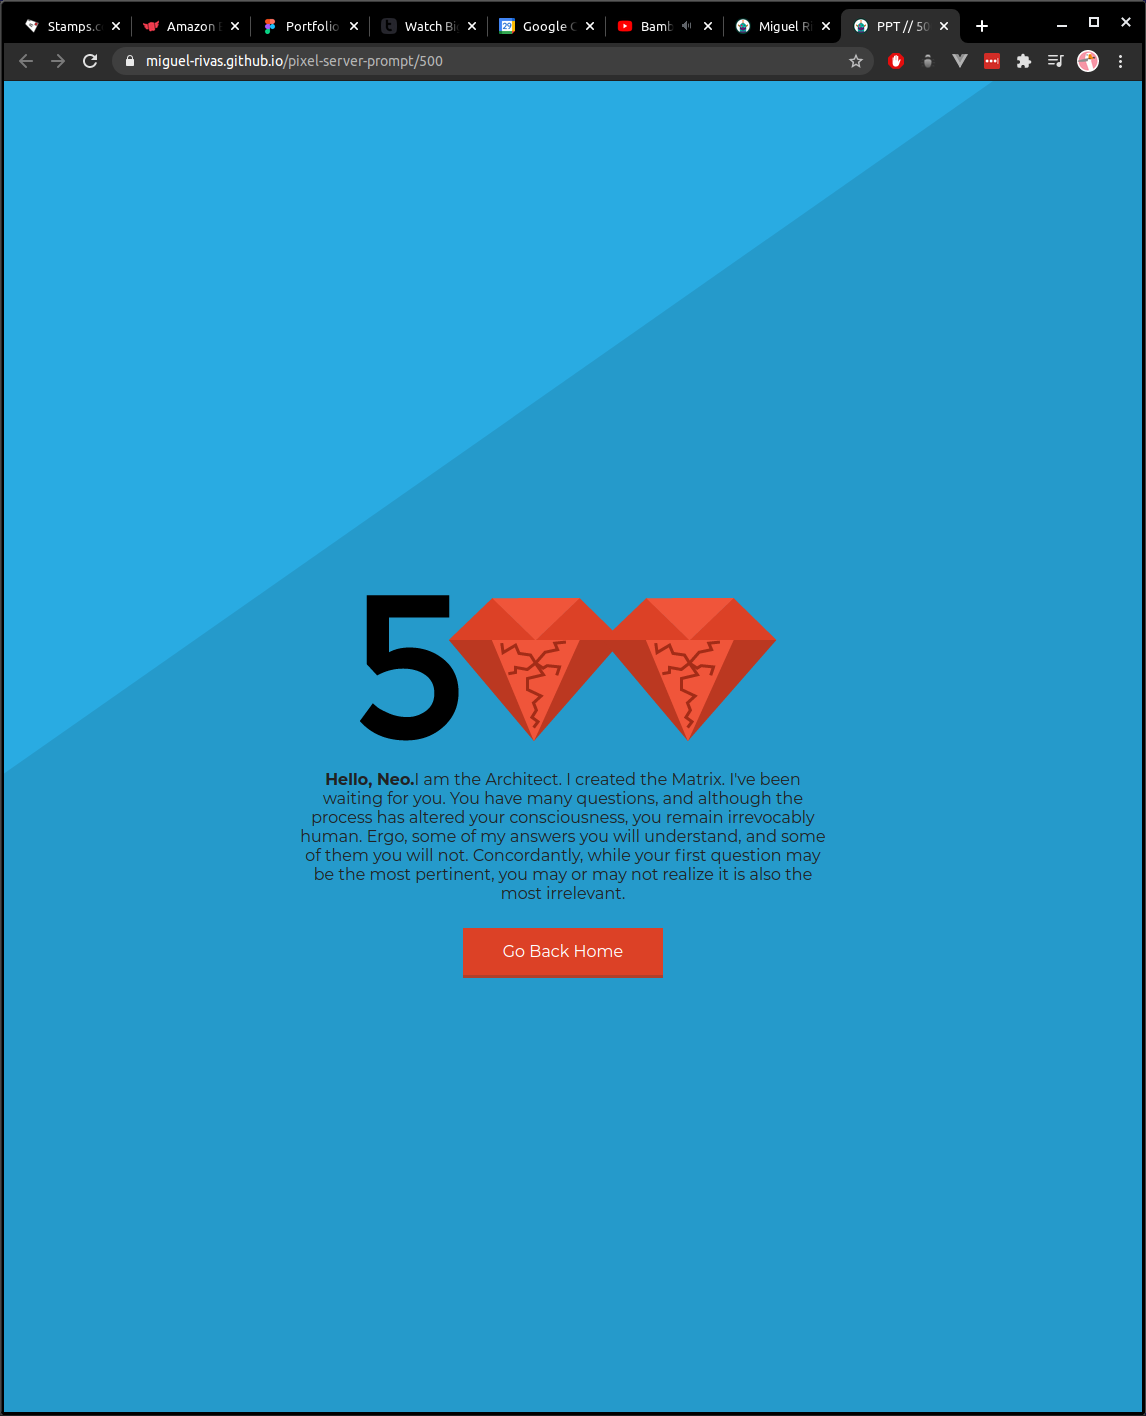 Stamps.c
Amazon
Portfolio
Watch Bi
Google C
Bamb
Miguel Ri
PPT // 50
miguel-rivas.github.io/pixel-server-prompt/500
29
5
Hello, Neo.I am the Architect. I created the Matrix. I've been
waiting for you. You have many questions, and although the
process has altered your consciousness, you remain irrevocably
human. Ergo, some of my answers you will understand, and some
of them you will not. Concordantly, while your first question may
be the most pertinent, you may or may not realize it is also the
most irrelevant.
Go Back Home